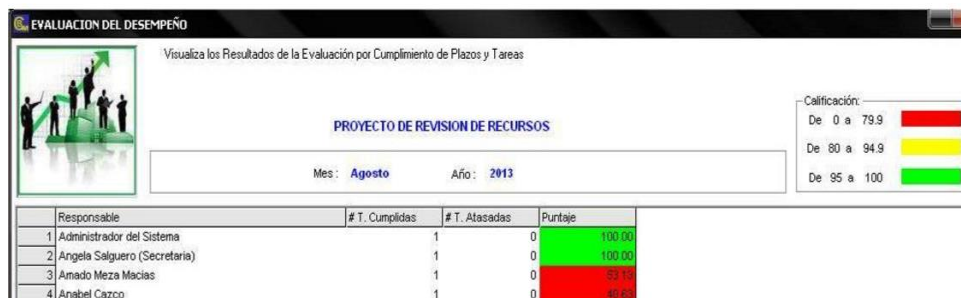 EVALUACION DEL DESEMPEÑO
Visualiza los Resultados de la Evaluación por Cumplimiento de Plazos y Tareas
PROYECTO DE REVISION DE RECURSOS
Mes: Agosto Año: 2013
Calificación:
De 0 a 79.9
De 80 a 94.9
De 95 a 100
Responsable # T. Cumplidas # T. Atasadas Puntaje
1 Administrador del Sistema 1 0 100.00
2 Angela Salguero (Secretaria) 1 0 100.00
3 Amado Meza Macias 1 0
4 Anabel Cazco 1 0